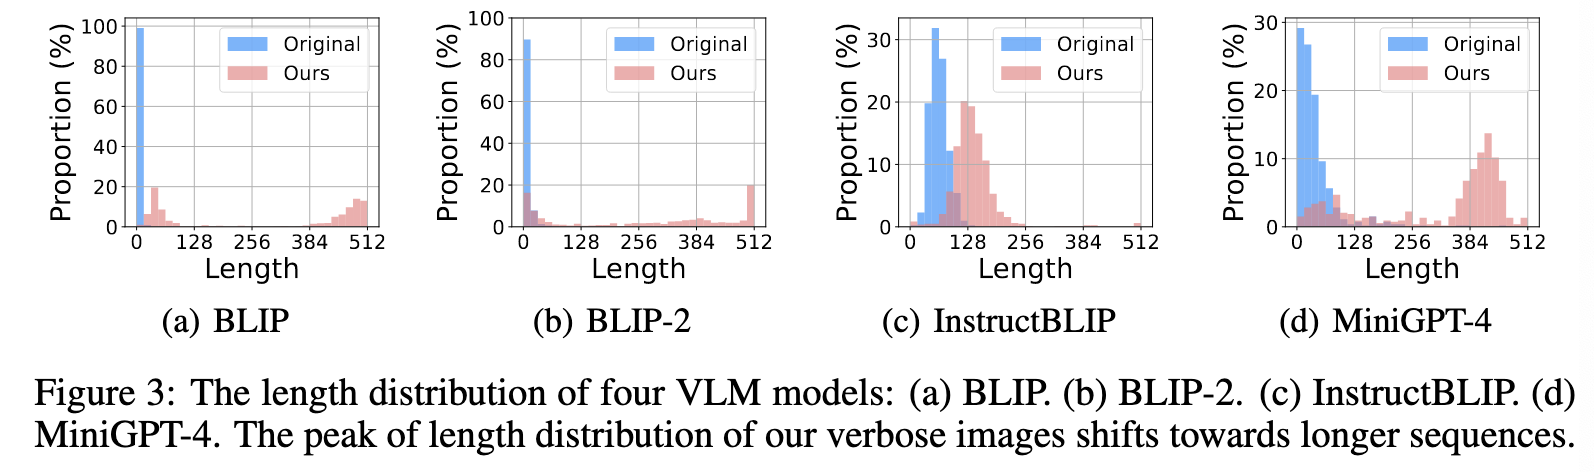 Proportion (%)
100
80
60
40
20
0
Original
Ours
0 128 256 384 512
Length
(a) BLIP
Proportion (%)
100
80
60
40
20
0
Original
Ours
0 128 256 384 512
Length
(b) BLIP-2
Proportion (%)
30
20
10
0
Original
Ours
0 128 256 384 512
Length
(c) InstructBLIP
Proportion (%)
30
20
10
0
Original
Ours
0 128 256 384 512
Length
(d) MiniGPT-4
Figure 3: The length distribution of four VLM models: (a) BLIP. (b) BLIP-2. (c) InstructBLIP. (d)
MiniGPT-4. The peak of length distribution of our verbose images shifts towards longer sequences.